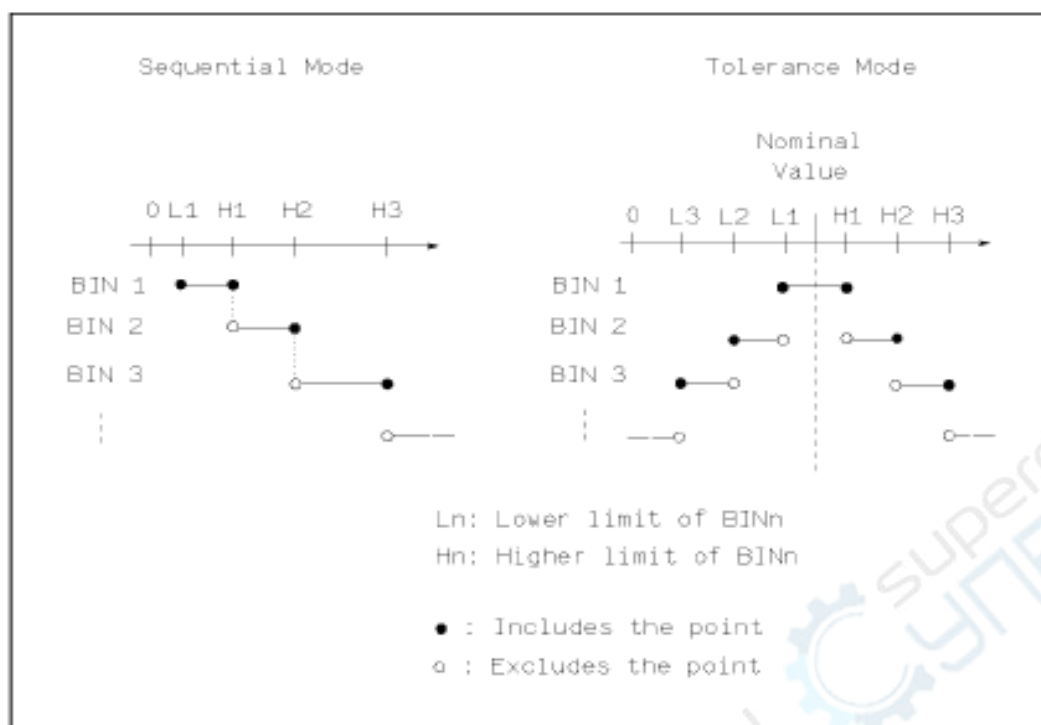 Sequential Mode
Tolerance Mode
Nominal
Value
0 L1 H1 H2 H3
0 L3 L2 L1 H1 H2 H3
BIN 1
BIN 2
BIN 3
BIN 1
BIN 2
BIN 3
Ln: Lower limit of BINn
Hn: Higher limit of BINn
● : Includes the point
○ : Excludes the point